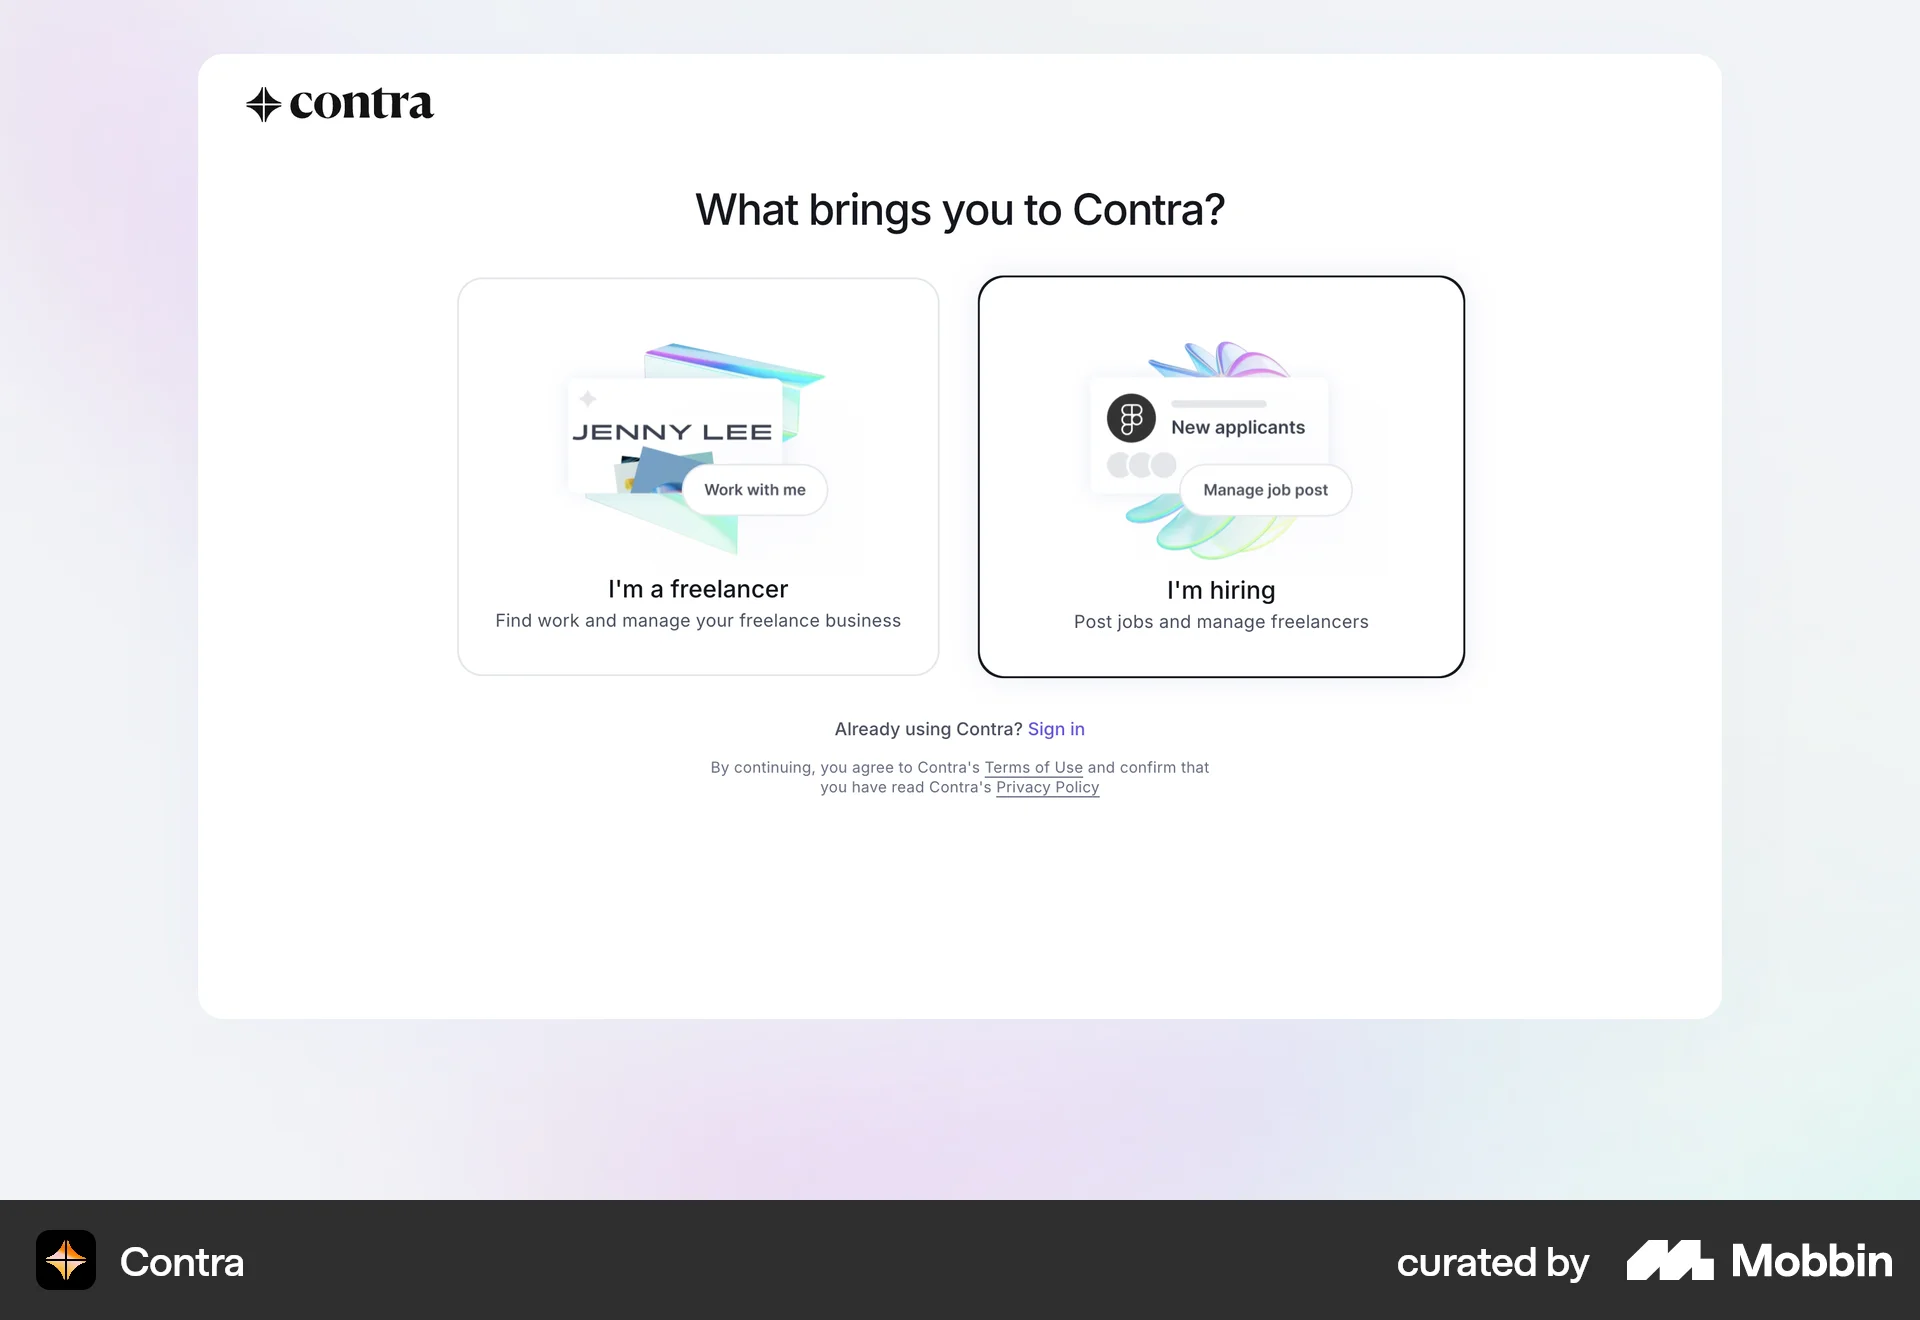 contra
What brings you to Contra?
JENNY LEE
Work with me
I'm a freelancer
Find work and manage your freelance business
New applicants
Manage job post
I'm hiring
Post jobs and manage freelancers
Already using Contra? Sign in
By continuing, you agree to Contra's Terms of Use and confirm that
you have read Contra's Privacy Policy
Contra
curated by Mobbin